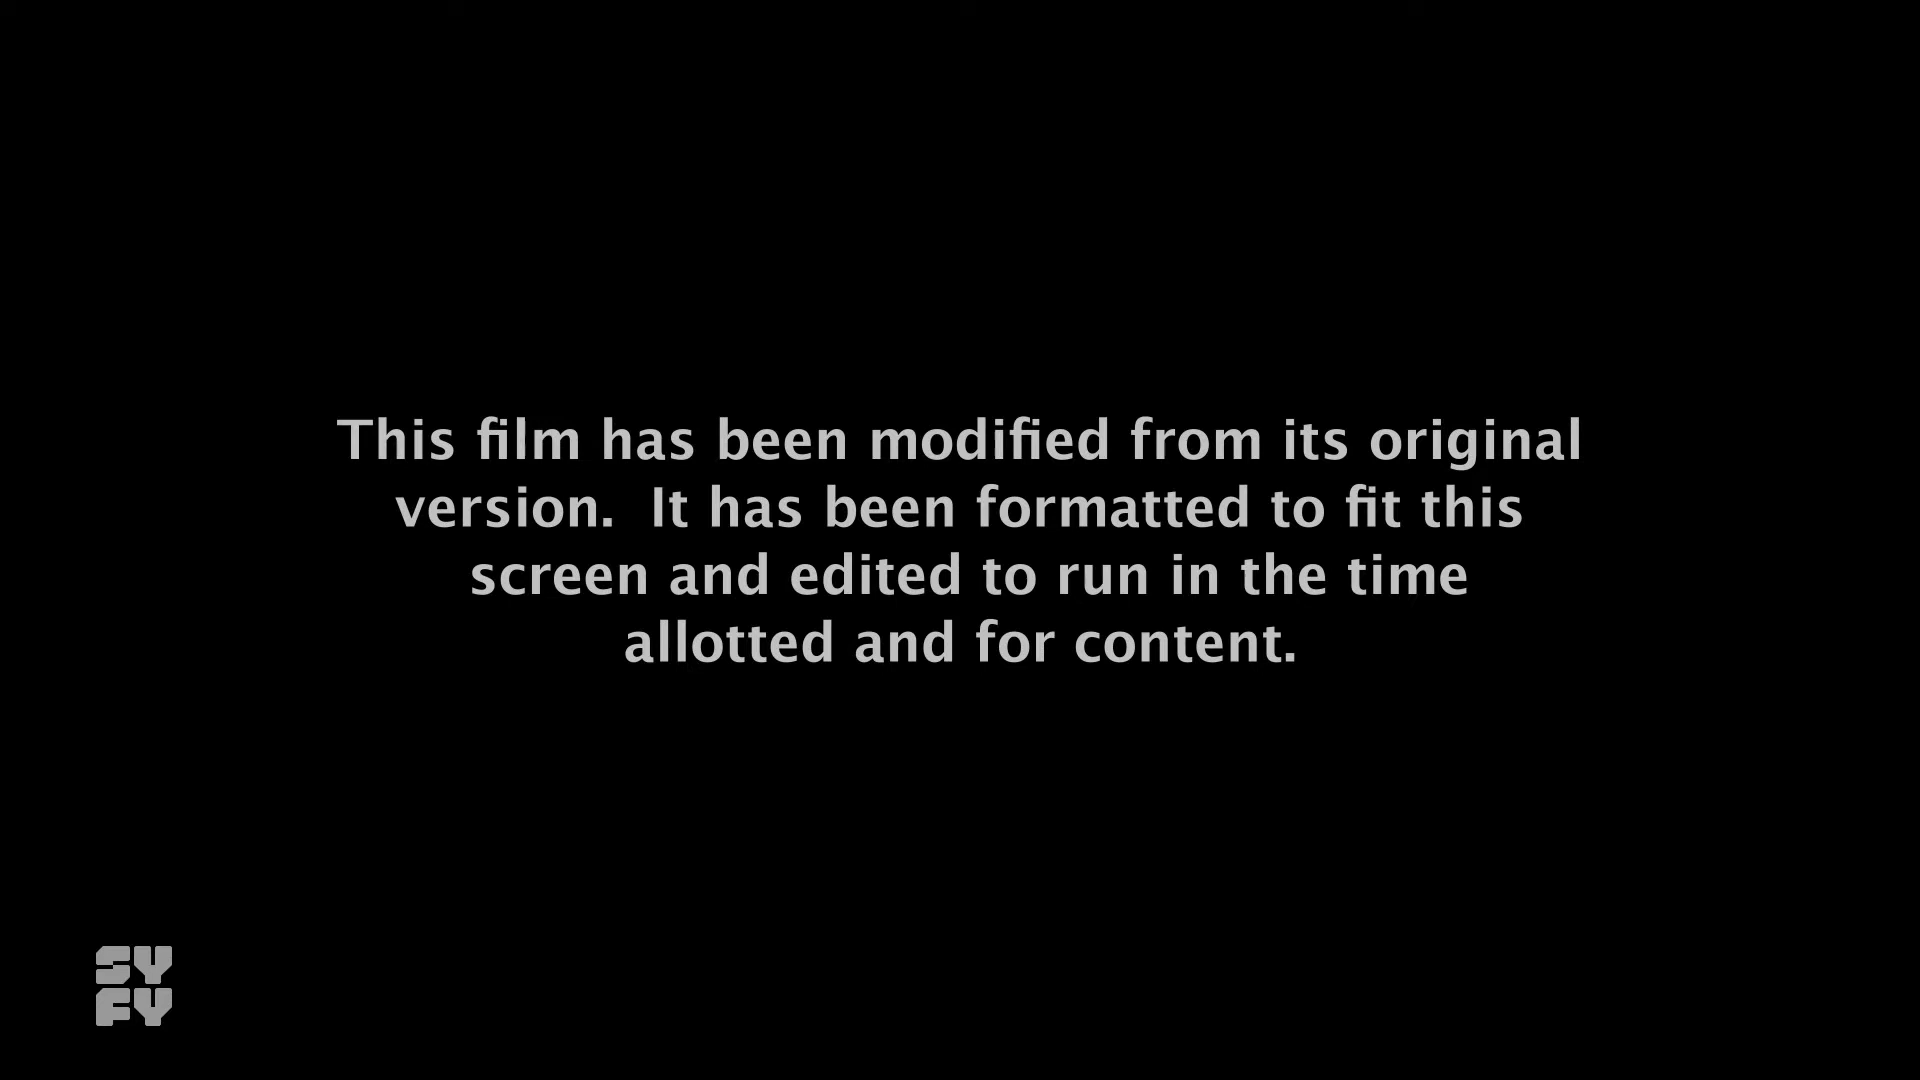 This film has been modified from its original
version.  It has been formatted to fit this
screen and edited to run in the time
allotted and for content.
SY
FY